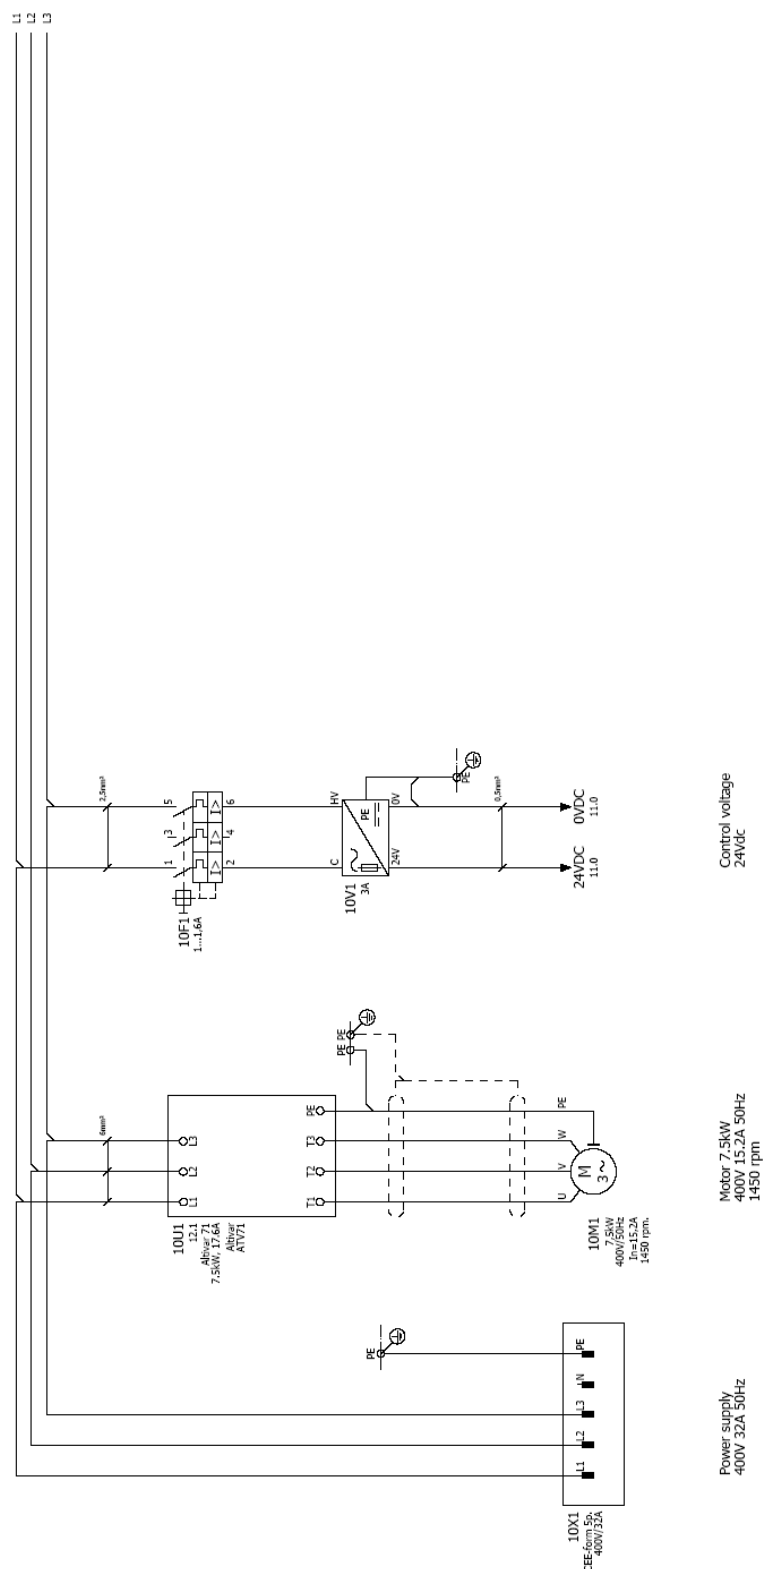 L1
L2
L3
2,5mm²
6mm²
10F1
1...1,6A
1
3
5
I>
I>
I>
2
4
6
10V1
3A
C
HV
PE
24V
0V
PE
0,5mm²
24VDC
11.0
0VDC
11.0
10U1
12.1
Altivar 71
7.5kW, 17.6A
Altivar
ATV71
L1
L2
L3
T1
T2
T3
PE
PE
PE
U
V
W
PE
M
3~
10M1
7,5kW
400V/50Hz
In=15.2A
1450 rpm.
PE
10X1
CEE-form 5p.
400V/32A
L1
L2
L3
N
PE
Power supply
400V 32A 50Hz
Motor 7.5kW
400V 15.2A 50Hz
1450 rpm
Control voltage
24Vdc